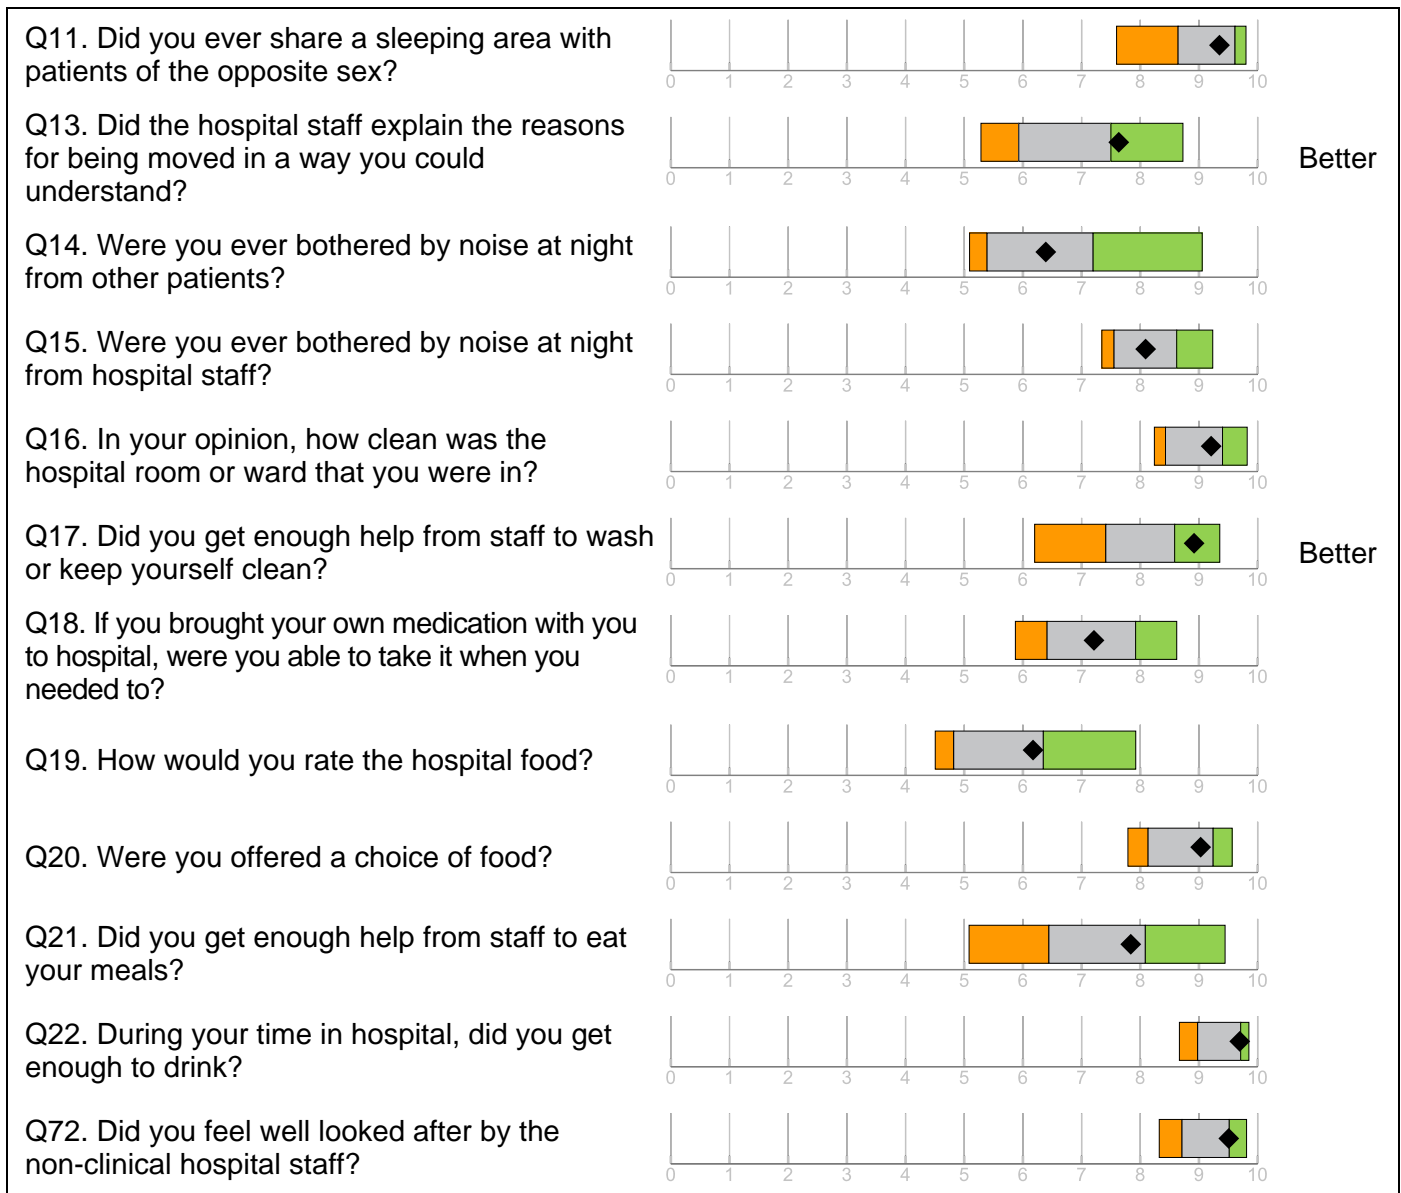 Q11. Did you ever share a sleeping area with
patients of the opposite sex?
0 1 2 3 4 5 6 7 8 9 10
Q13. Did the hospital staff explain the reasons
for being moved in a way you could
understand?
Better
0 1 2 3 4 5 6 7 8 9 10
Q14. Were you ever bothered by noise at night
from other patients?
0 1 2 3 4 5 6 7 8 9 10
Q15. Were you ever bothered by noise at night
from hospital staff?
0 1 2 3 4 5 6 7 8 9 10
Q16. In your opinion, how clean was the
hospital room or ward that you were in?
0 1 2 3 4 5 6 7 8 9 10
Q17. Did you get enough help from staff to wash
or keep yourself clean?
Better
0 1 2 3 4 5 6 7 8 9 10
Q18. If you brought your own medication with you
to hospital, were you able to take it when you
needed to?
0 1 2 3 4 5 6 7 8 9 10
Q19. How would you rate the hospital food?
0 1 2 3 4 5 6 7 8 9 10
Q20. Were you offered a choice of food?
0 1 2 3 4 5 6 7 8 9 10
Q21. Did you get enough help from staff to eat
your meals?
0 1 2 3 4 5 6 7 8 9 10
Q22. During your time in hospital, did you get
enough to drink?
0 1 2 3 4 5 6 7 8 9 10
Q72. Did you feel well looked after by the
non-clinical hospital staff?
0 1 2 3 4 5 6 7 8 9 10